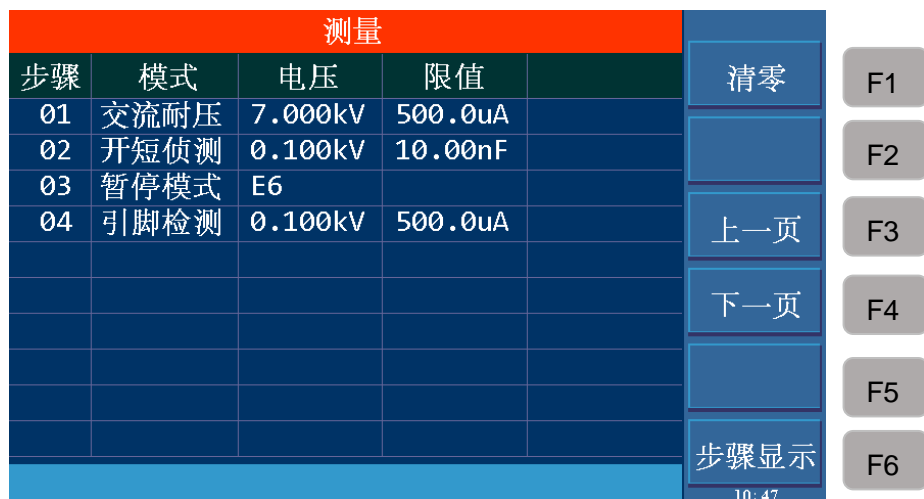 测量
步骤 模式 电压 限值
01 交流耐压 7.000kV 500.0uA
02 开短侦测 0.100kV 10.00nF
03 暂停模式 E6
04 引脚检测 0.100kV 500.0uA
清零
上一页
下一页
步骤显示
10:47
F1
F2
F3
F4
F5
F6